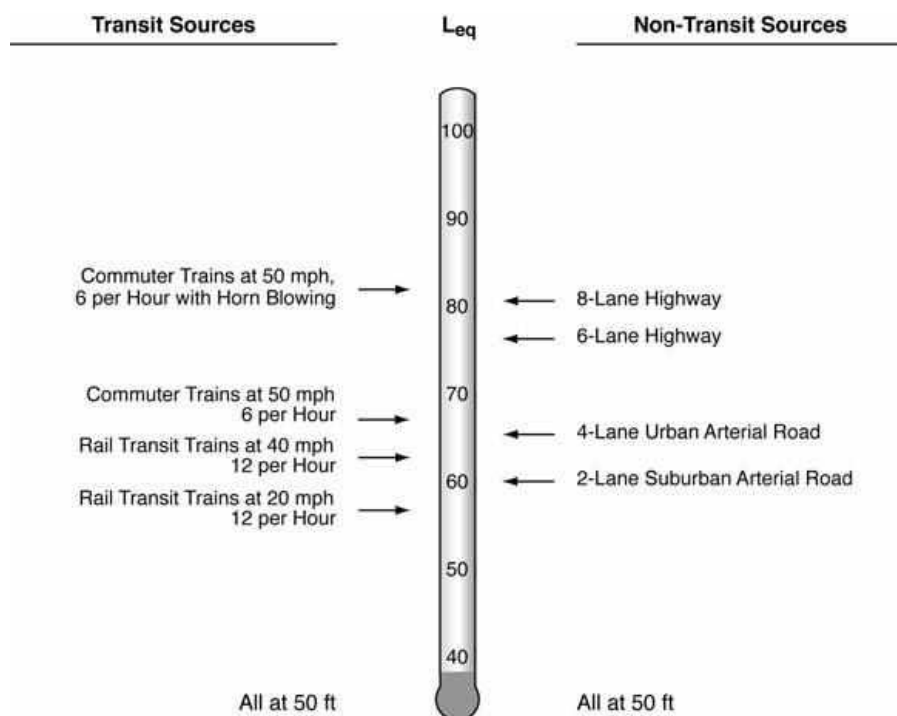 Transit Sources
Leq
Non-Transit Sources
100
90
Commuter Trains at 50 mph,
6 per Hour with Horn Blowing
80
8-Lane Highway
6-Lane Highway
70
Commuter Trains at 50 mph
6 per Hour
4-Lane Urban Arterial Road
Rail Transit Trains at 40 mph
12 per Hour
60
2-Lane Suburban Arterial Road
Rail Transit Trains at 20 mph
12 per Hour
50
40
All at 50 ft
All at 50 ft